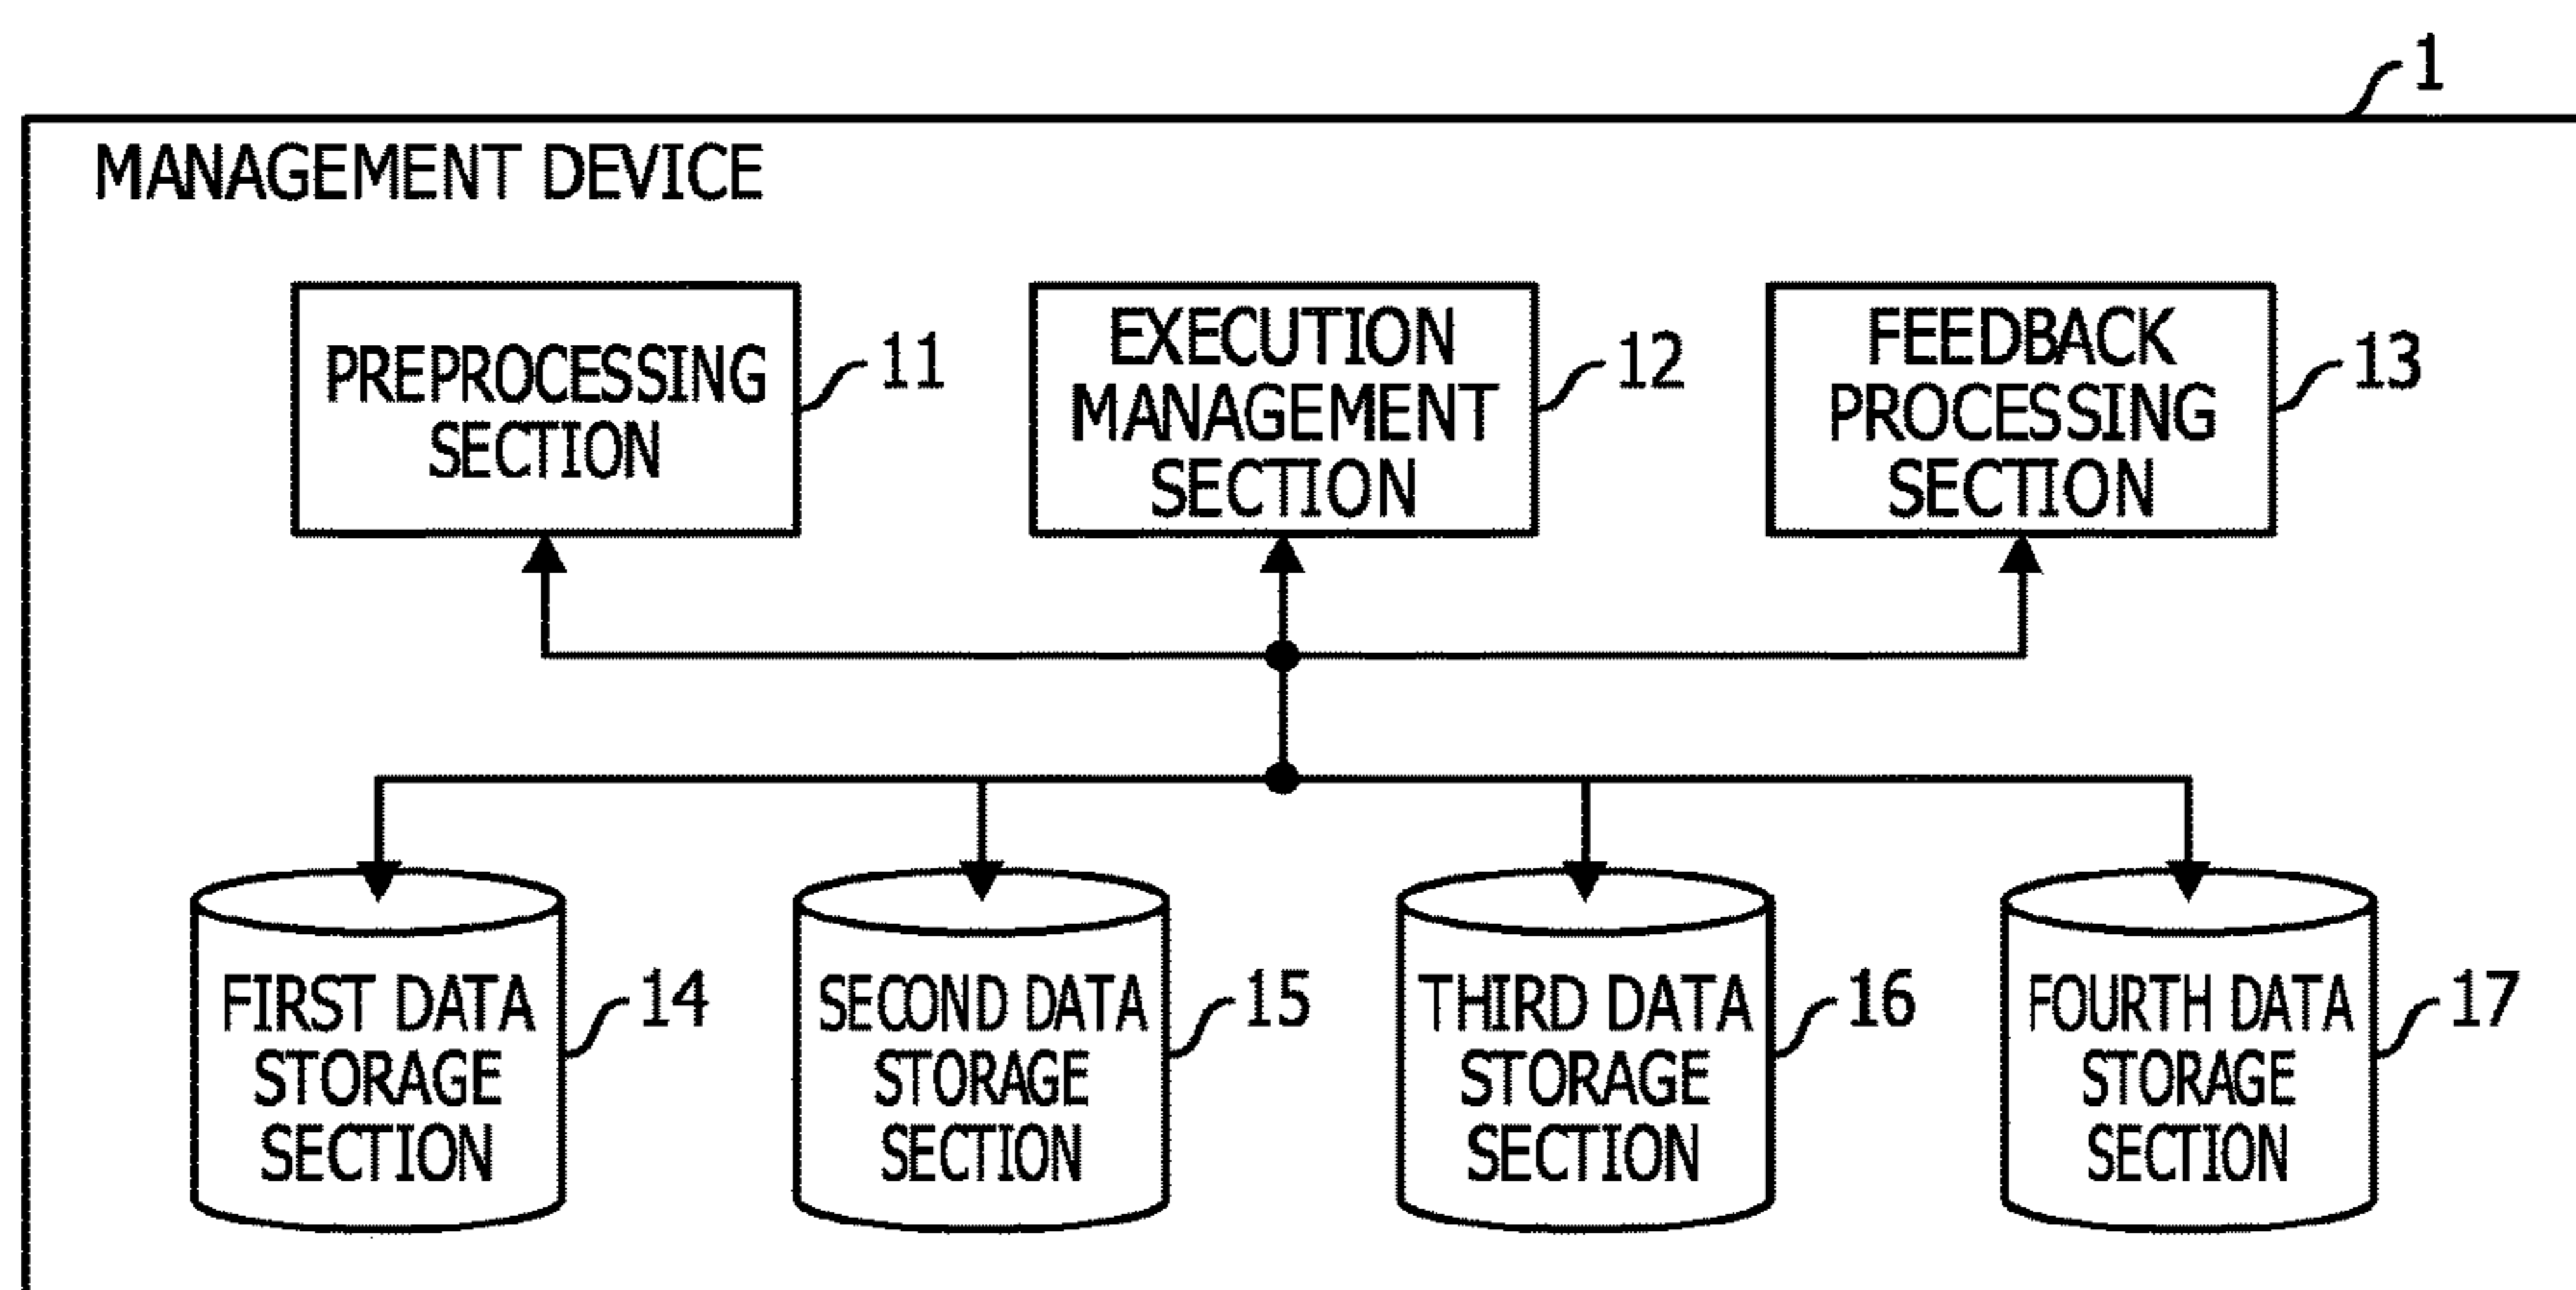 1
MANAGEMENT DEVICE
PREPROCESSING
SECTION
11
EXECUTION
MANAGEMENT
SECTION
12
FEEDBACK
PROCESSING
SECTION
13
FIRST DATA
STORAGE
SECTION
14
SECOND DATA
STORAGE
SECTION
15
THIRD DATA
STORAGE
SECTION
16
FOURTH DATA
STORAGE
SECTION
17